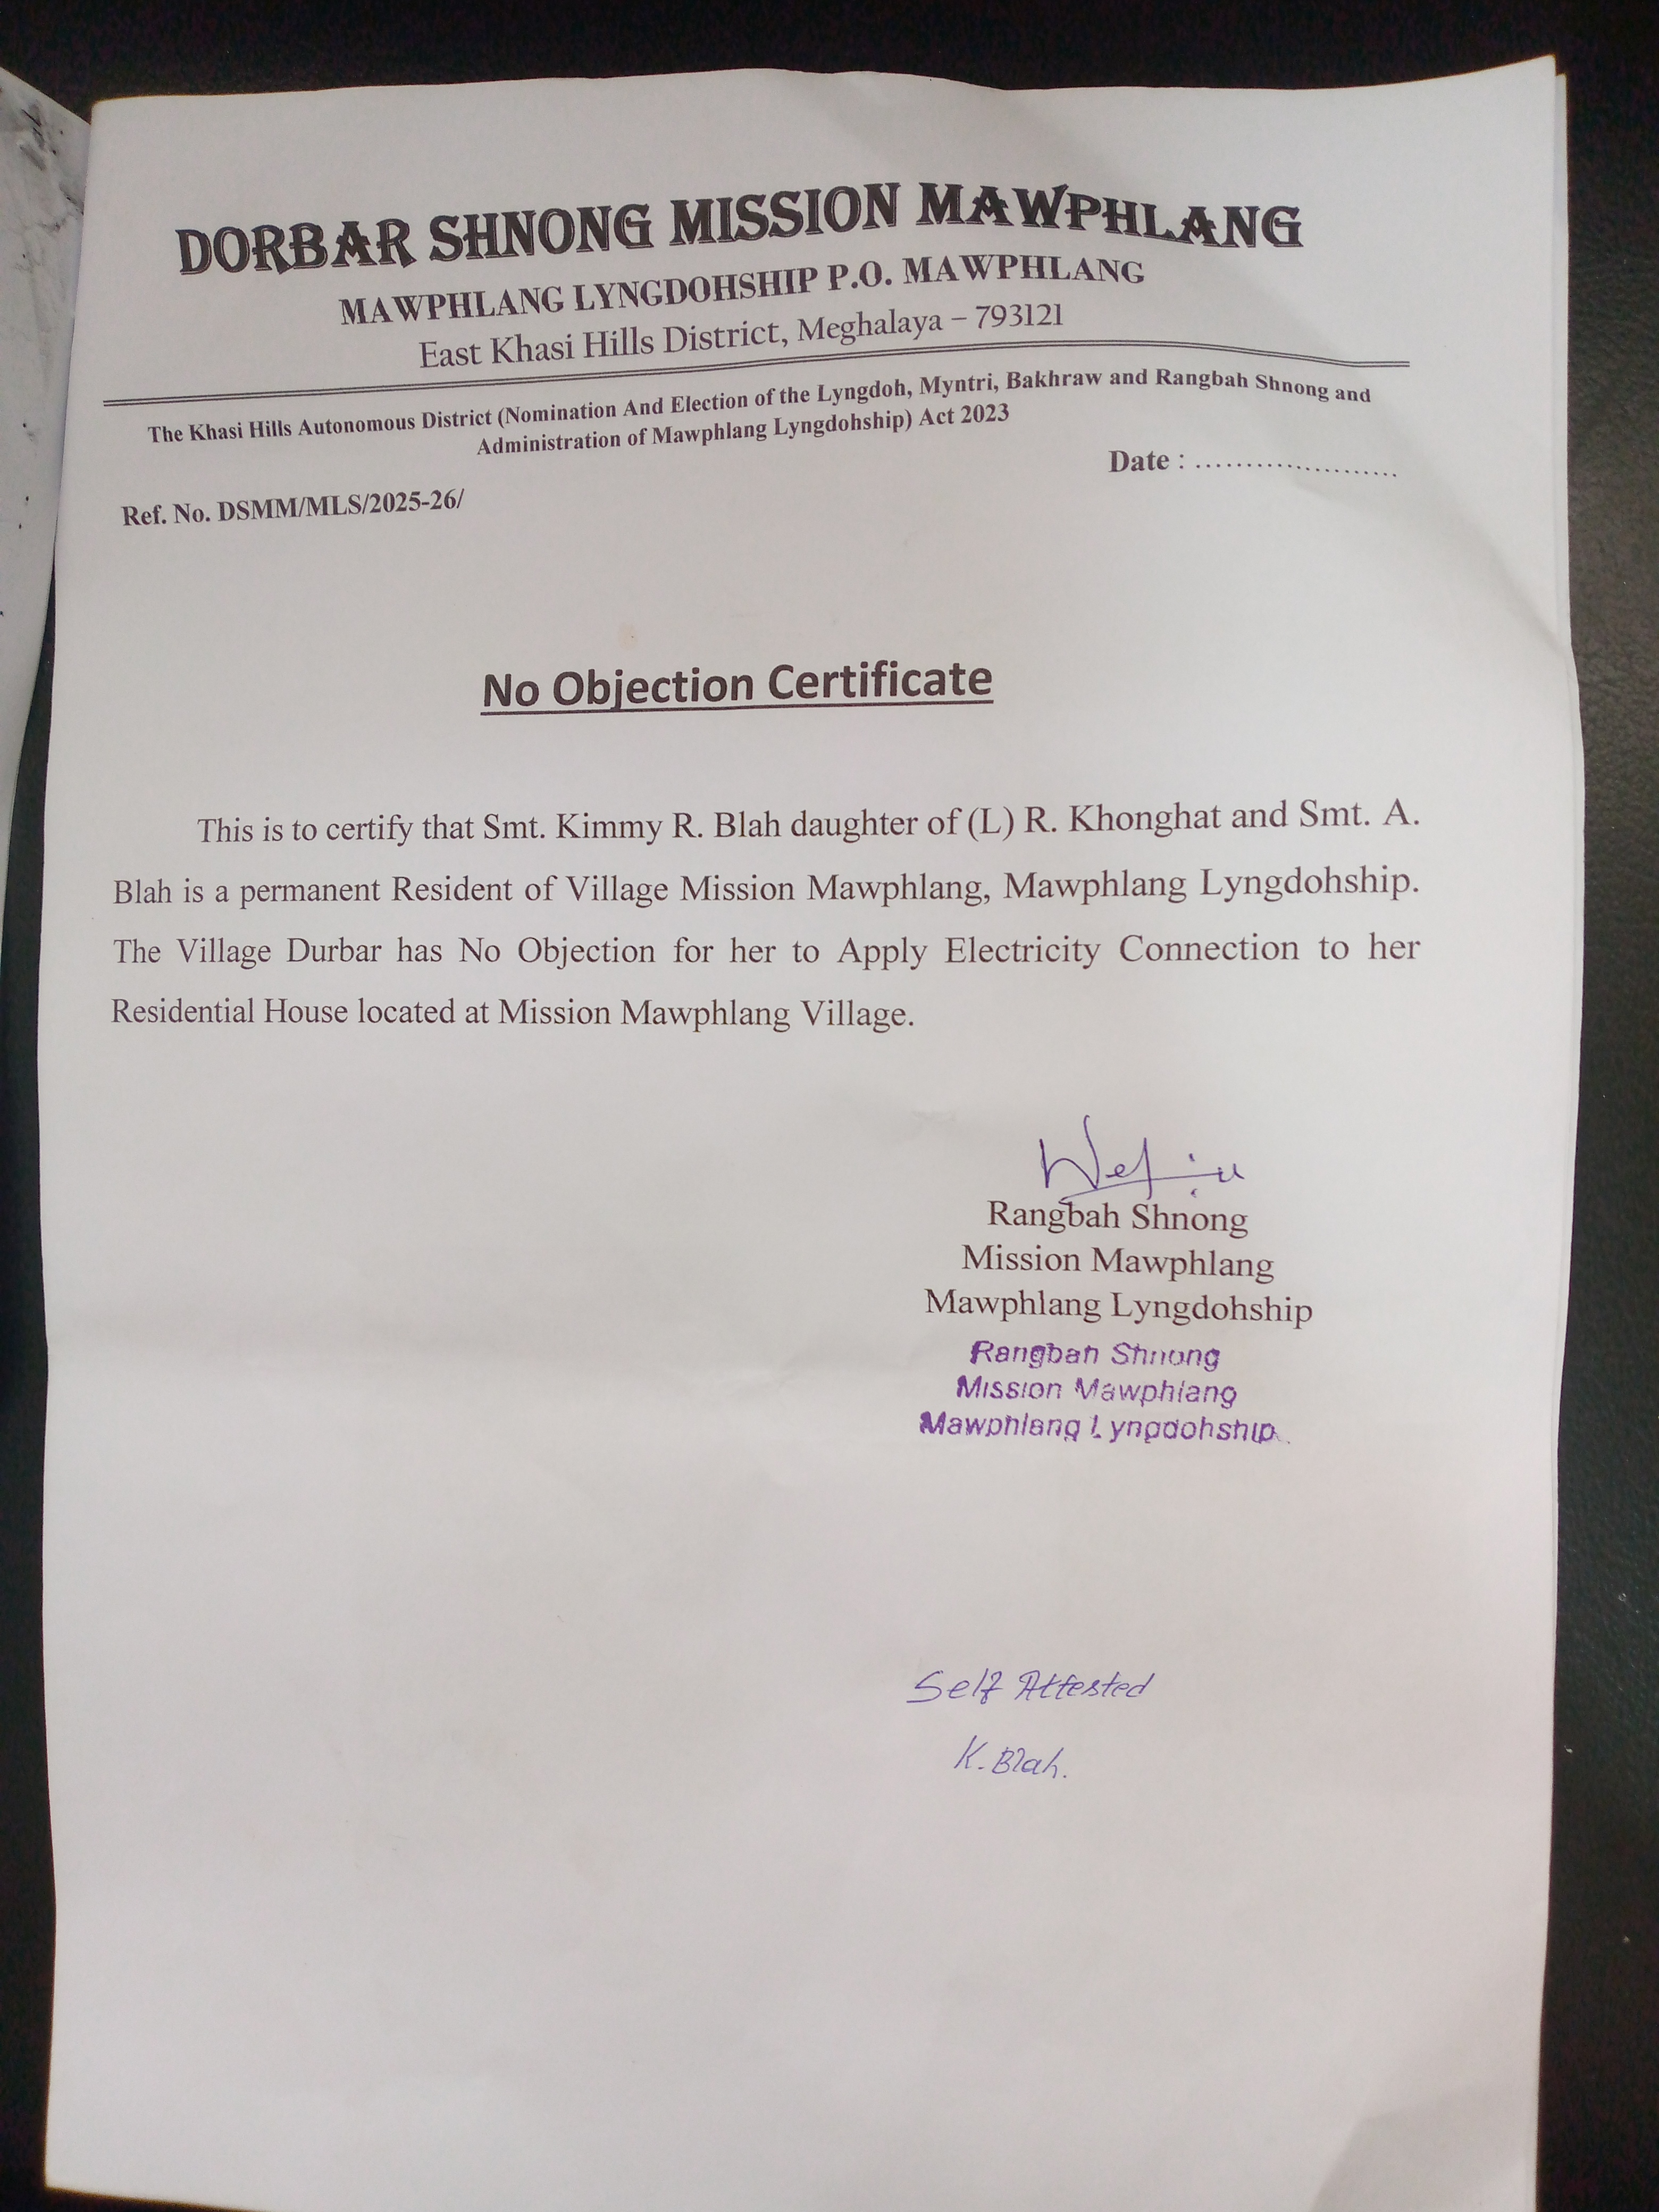 DORBAR SHNONG MISSION MAWPHLANG
MAWPHLANG LYNGDOHSHIP P.O. MAWPHLANG
East Khasi Hills District, Meghalaya – 793121
The Khasi Hills Autonomous District (Nomination And Election of the Lyngdoh, Myntri, Bakhraw and Rangbah Shnong and
Administration of Mawphlang Lyngdohship) Act 2023
Date : ......................
Ref. No. DSMM/MLS/2025-26/
No Objection Certificate
This is to certify that Smt. Kimmy R. Blah daughter of (L) R. Khonghat and Smt. A.
Blah is a permanent Resident of Village Mission Mawphlang, Mawphlang Lyngdohship.
The Village Durbar has No Objection for her to Apply Electricity Connection to her
Residential House located at Mission Mawphlang Village.
Rangbah Shnong
Mission Mawphlang
Mawphlang Lyngdohship
Rangbah Shnong
Mission Mawphlang
Mawphlang Lyngdohship
Self Attested
K. Blah.